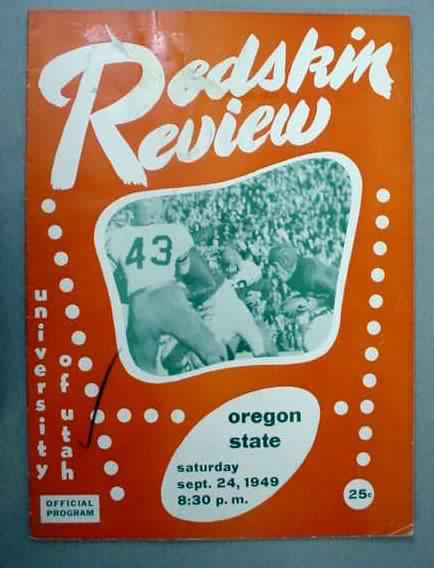 Redskin
Review
43
university
of utah
oregon
state
saturday
sept. 24, 1949
8:30 p. m.
OFFICIAL
PROGRAM
25c